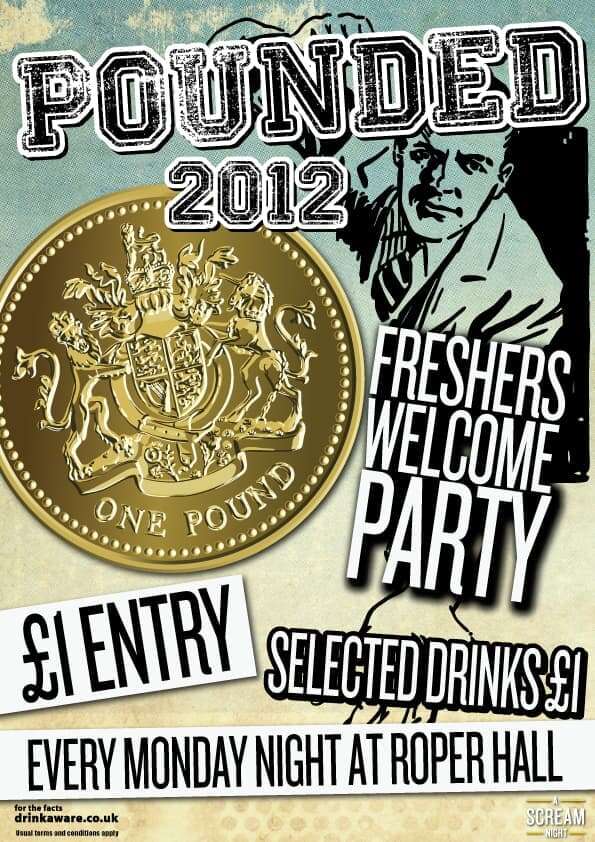 POUNDED
2012
ONE POUND
FRESHERS
WELCOME
PARTY
£1 ENTRY
SELECTED DRINKS £1
EVERY MONDAY NIGHT AT ROPER HALL
for the facts
drinkaware.co.uk
Usual terms and conditions apply
A
SCREAM
NIGHT